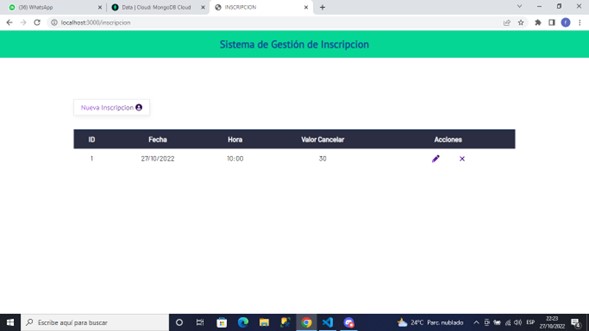 (38) WhatsApp
Data | Cloud: MongoDB Cloud
INSCRIPCION
localhost:3000/inscripcion
Sistema de Gestión de Inscripcion
Nueva Inscripcion
ID Fecha Hora Valor Cancelar Acciones
1 27/10/2022 10:00 30
Escribe aquí para buscar
24°C Parc. nublado
ESP
22:23
27/10/2022